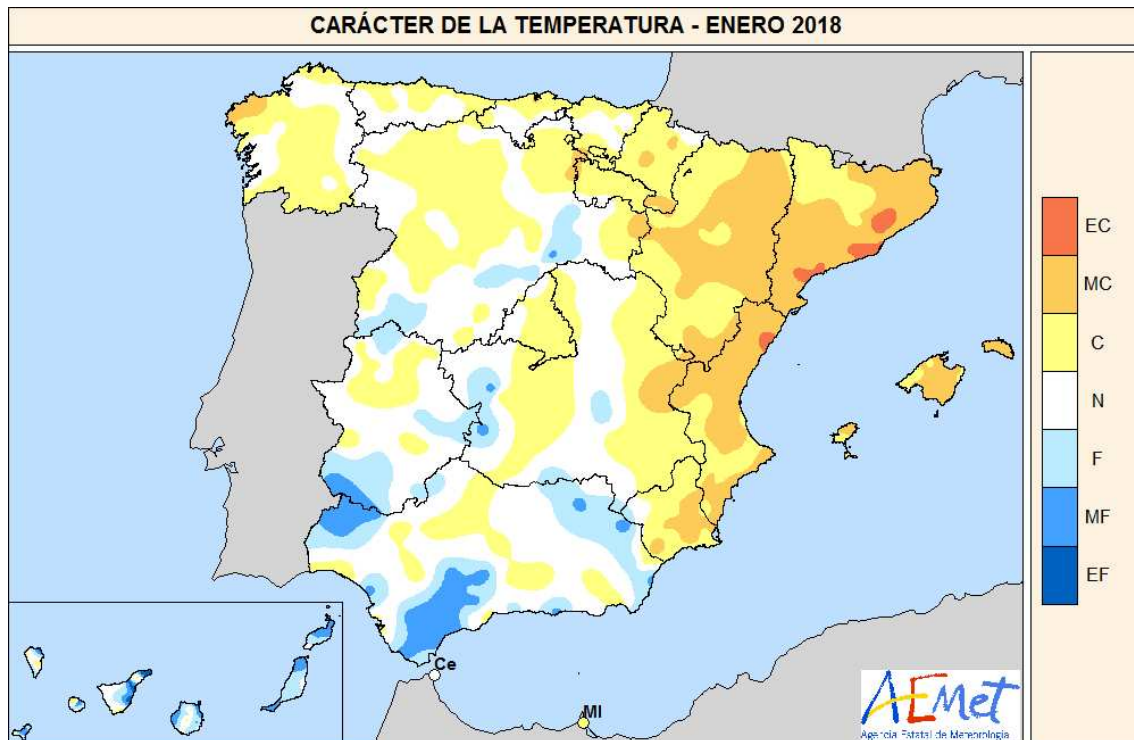 CARÁCTER DE LA TEMPERATURA - ENERO 2018
EC
MC
C
N
F
MF
EF
Ce
Ml
AEMet
Agencia Estatal de Meteorología